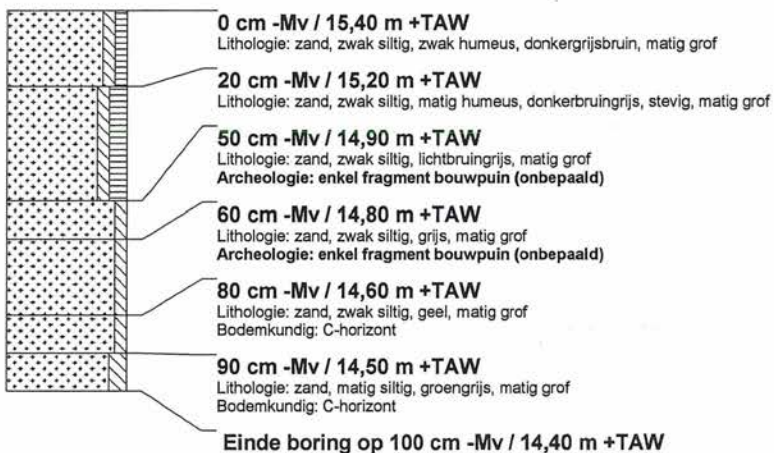 0 cm -Mv / 15,40 m +TAW
Lithologie: zand, zwak siltig, zwak humeus, donkergrijsbruin, matig grof
20 cm -Mv / 15,20 m +TAW
Lithologie: zand, zwak siltig, matig humeus, donkerbruingrijs, stevig, matig grof
50 cm -Mv / 14,90 m +TAW
Lithologie: zand, zwak siltig, lichtbruingrijs, matig grof
Archeologie: enkel fragment bouwpuin (onbepaald)
60 cm -Mv / 14,80 m +TAW
Lithologie: zand, zwak siltig, grijs, matig grof
Archeologie: enkel fragment bouwpuin (onbepaald)
80 cm -Mv / 14,60 m +TAW
Lithologie: zand, zwak siltig, geel, matig grof
Bodemkundig: C-horizont
90 cm -Mv / 14,50 m +TAW
Lithologie: zand, matig siltig, groengrijs, matig grof
Bodemkundig: C-horizont
Einde boring op 100 cm -Mv / 14,40 m +TAW